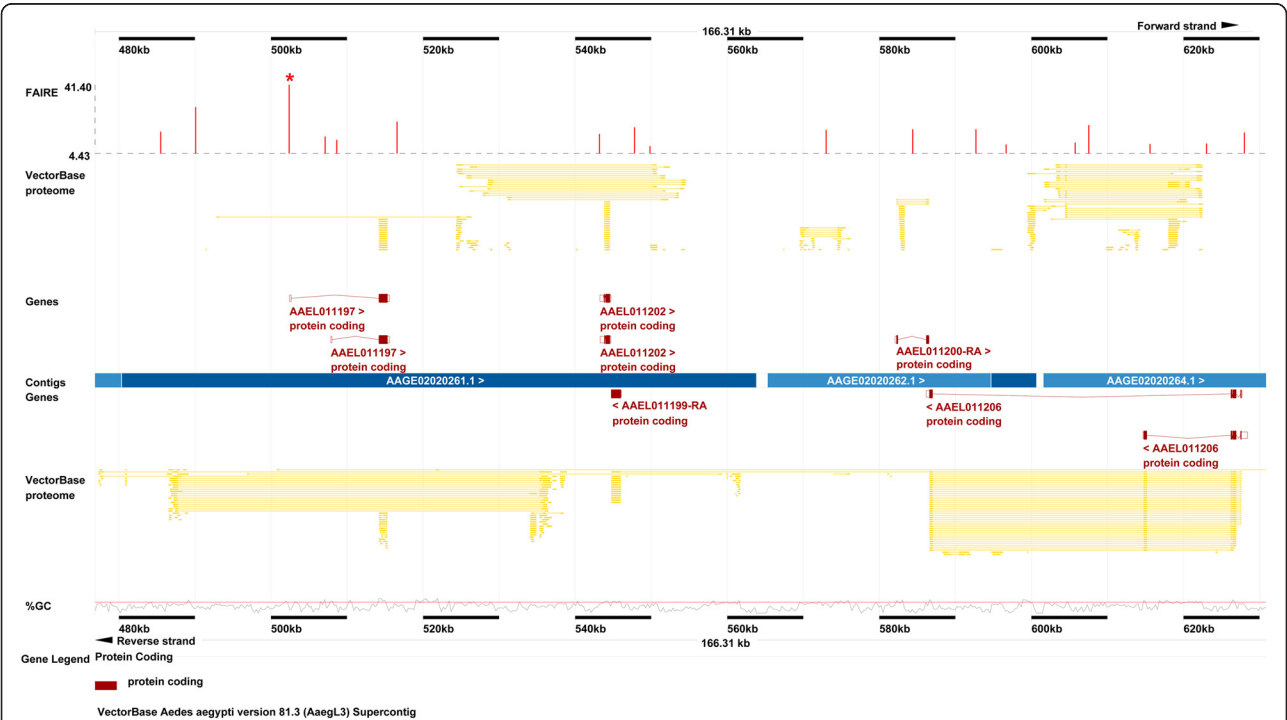 Forward strand
166.31 kb
480kb 500kb 520kb 540kb 560kb 580kb 600kb 620kb
*
41.40
FAIRE
4.43
VectorBase
proteome
Genes
AAEL011197 > AAEL011202 >
protein coding protein coding
AAEL011197 > AAEL011202 > AAEL011200-RA >
protein coding protein coding protein coding
Contigs AAGE02020261.1 > AAGE02020262.1 > AAGE02020264.1 >
Genes
< AAEL011199-RA < AAEL011206
protein coding protein coding
< AAEL011206
protein coding
VectorBase
proteome
%GC
480kb 500kb 520kb 540kb 560kb 580kb 600kb 620kb
Reverse strand 166.31 kb
Gene Legend Protein Coding
protein coding
VectorBase Aedes aegypti version 81.3 (AaegL3) Supercontig